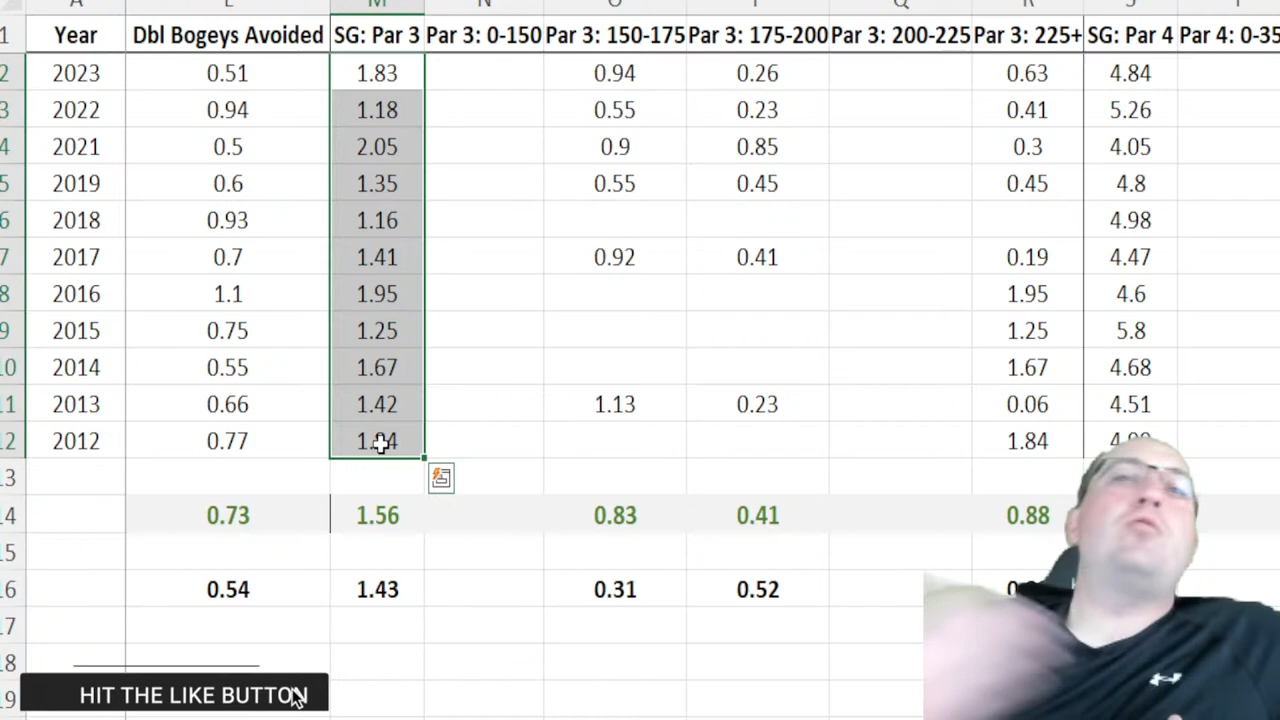 A L M N O P Q R S T
1 Year Dbl Bogeys Avoided SG: Par 3 Par 3: 0-150 Par 3: 150-175 Par 3: 175-200 Par 3: 200-225 Par 3: 225+ SG: Par 4 Par 4: 0-35
2 2023 0.51 1.83 0.94 0.26 0.63 4.84
3 2022 0.94 1.18 0.55 0.23 0.41 5.26
4 2021 0.5 2.05 0.9 0.85 0.3 4.05
5 2019 0.6 1.35 0.55 0.45 0.45 4.8
6 2018 0.93 1.16 4.98
7 2017 0.7 1.41 0.92 0.41 0.19 4.47
8 2016 1.1 1.95 1.95 4.6
9 2015 0.75 1.25 1.25 5.8
10 2014 0.55 1.67 1.67 4.68
11 2013 0.66 1.42 1.13 0.23 0.06 4.51
12 2012 0.77 1.84
13
14 0.73 1.56 0.83 0.41 0.88
15
16 0.54 1.43 0.31 0.52
17
18
19
HIT THE LIKE BUTTON